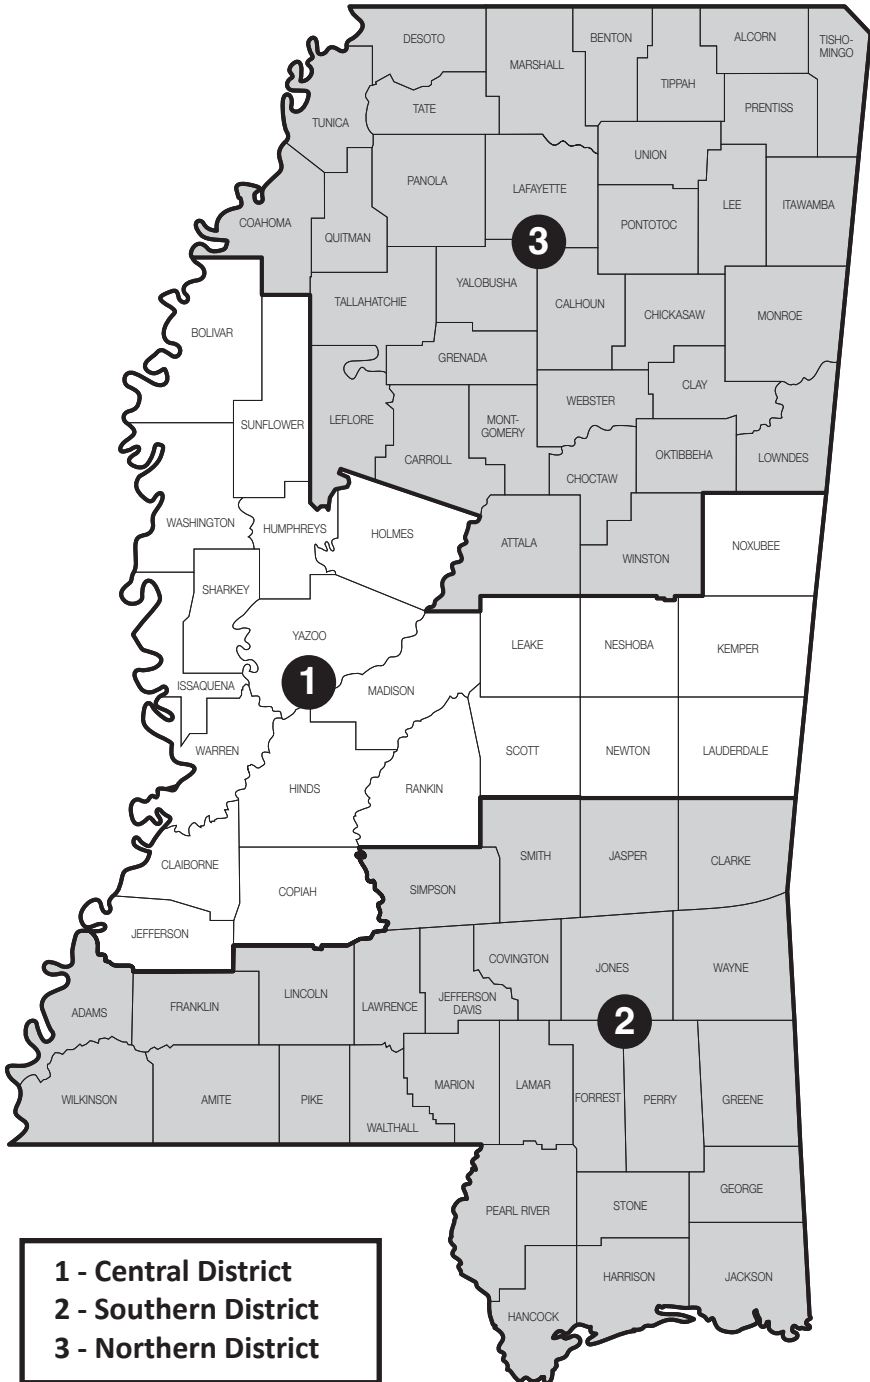 DESOTO
BENTON
ALCORN
TISHO-
MINGO
MARSHALL
TIPPAH
TATE
PRENTISS
TUNICA
UNION
PANOLA
LAFAYETTE
LEE
ITAWAMBA
COAHOMA
QUITMAN
PONTOTOC
3
YALOBUSHA
TALLAHATCHIE
CALHOUN
CHICKASAW
MONROE
BOLIVAR
GRENADA
CLAY
WEBSTER
SUNFLOWER
LEFLORE
MONT-
GOMERY
CARROLL
OKTIBBEHA
LOWNDES
CHOCTAW
WASHINGTON
HUMPHREYS
HOLMES
ATTALA
NOXUBEE
WINSTON
SHARKEY
YAZOO
LEAKE
NESHOBA
KEMPER
ISSAQUENA
1
MADISON
WARREN
SCOTT
NEWTON
LAUDERDALE
HINDS
RANKIN
CLAIBORNE
SMITH
JASPER
CLARKE
COPIAH
SIMPSON
JEFFERSON
COVINGTON
JONES
WAYNE
LINCOLN
JEFFERSON
DAVIS
ADAMS
FRANKLIN
LAWRENCE
2
WILKINSON
AMITE
PIKE
MARION
LAMAR
FORREST
PERRY
GREENE
WALTHALL
GEORGE
PEARL RIVER
STONE
HARRISON
JACKSON
HANCOCK
1 - Central District
2 - Southern District
3 - Northern District